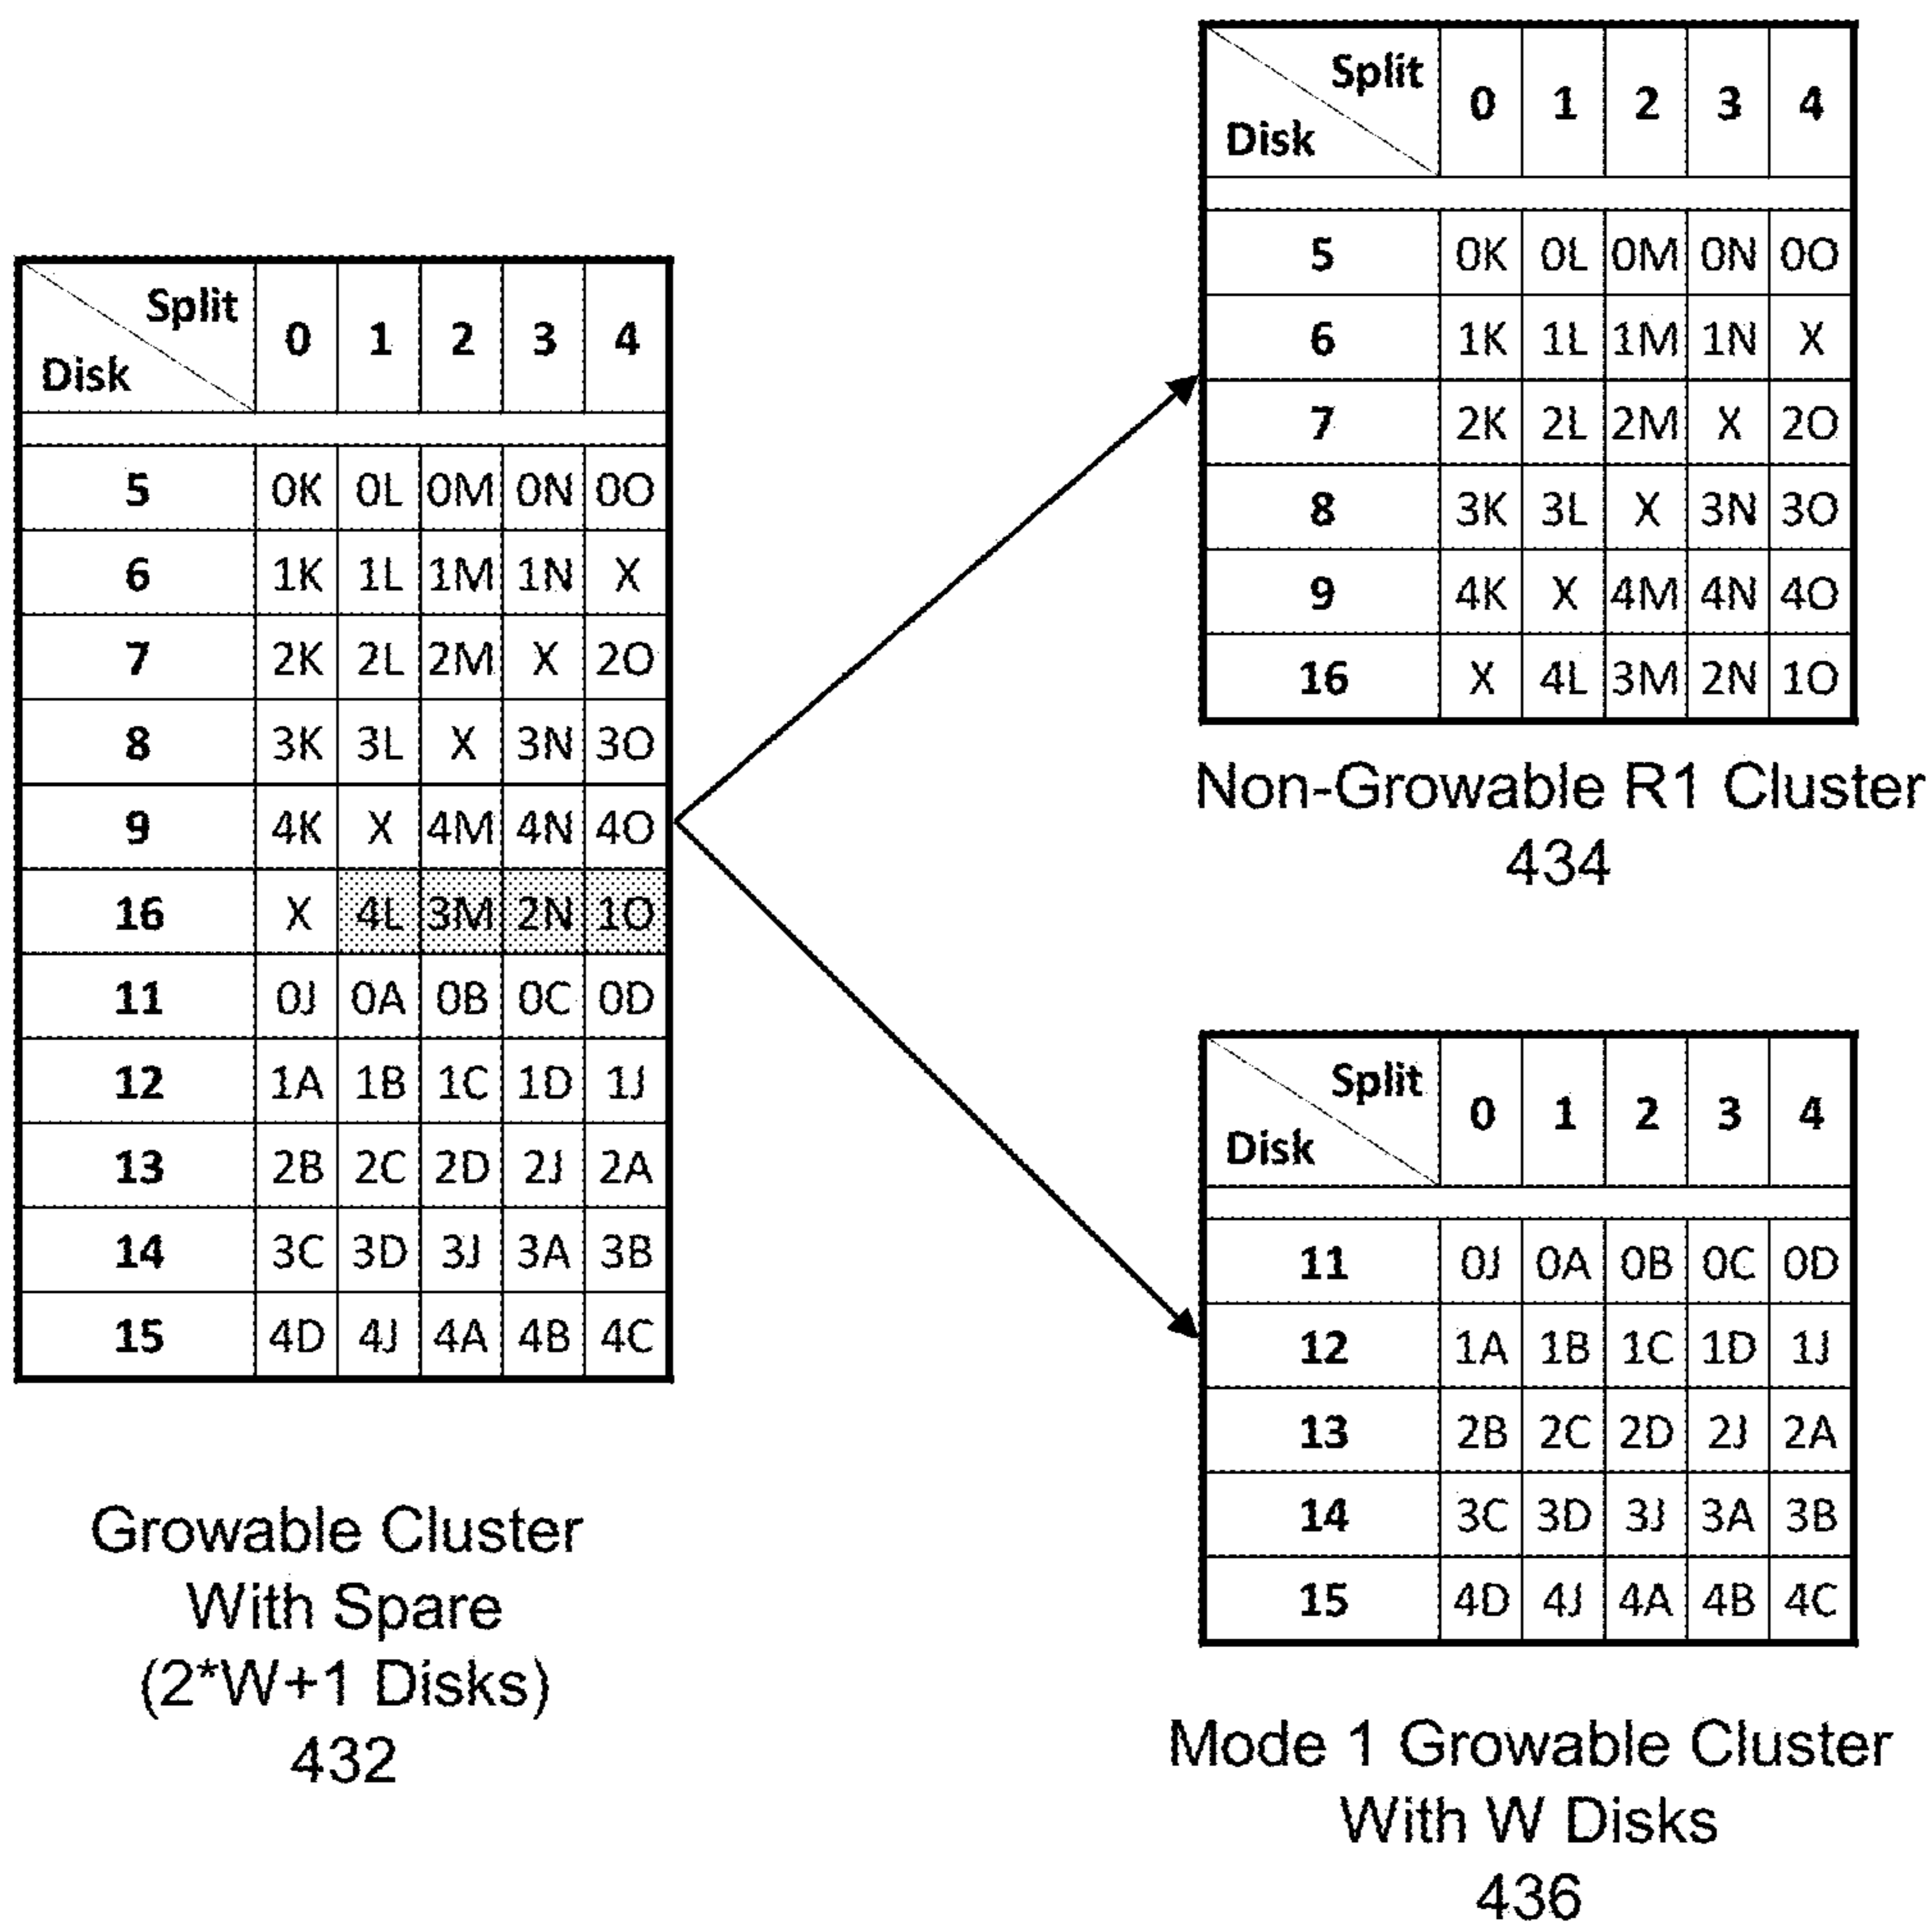 Split
Disk 0 1 2 3 4
5 0K 0L 0M 0N 0O
6 1K 1L 1M 1N X
7 2K 2L 2M X 2O
8 3K 3L X 3N 3O
9 4K X 4M 4N 4O
16 X 4L 3M 2N 1O
11 0J 0A 0B 0C 0D
12 1A 1B 1C 1D 1J
13 2B 2C 2D 2J 2A
14 3C 3D 3J 3A 3B
15 4D 4J 4A 4B 4C
Growable Cluster
With Spare
(2*W+1 Disks)
432
Split
Disk 0 1 2 3 4
5 0K 0L 0M 0N 0O
6 1K 1L 1M 1N X
7 2K 2L 2M X 2O
8 3K 3L X 3N 3O
9 4K X 4M 4N 4O
16 X 4L 3M 2N 1O
Non-Growable R1 Cluster
434
Split
Disk 0 1 2 3 4
11 0J 0A 0B 0C 0D
12 1A 1B 1C 1D 1J
13 2B 2C 2D 2J 2A
14 3C 3D 3J 3A 3B
15 4D 4J 4A 4B 4C
Mode 1 Growable Cluster
With W Disks
436